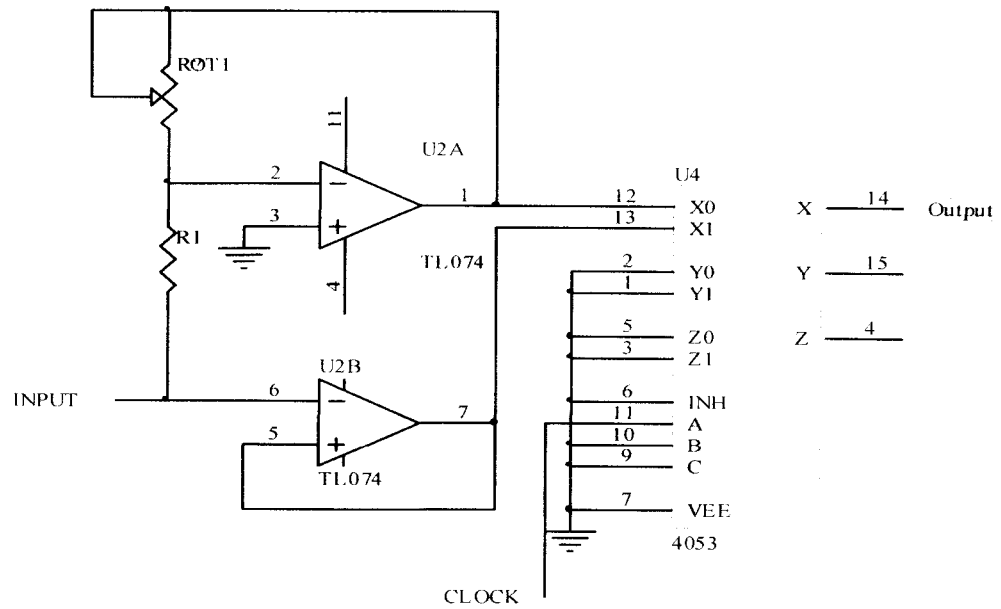 ROT1
11
U2A
2
1
3
4
TL074
R1
U4
12
X0
X
14
Output
13
X1
2
Y0
Y
15
1
Y1
5
Z0
Z
4
3
Z1
U2B
INPUT
6
7
5
TL074
6
INH
11
A
10
B
9
C
7
VEE
4053
CLOCK